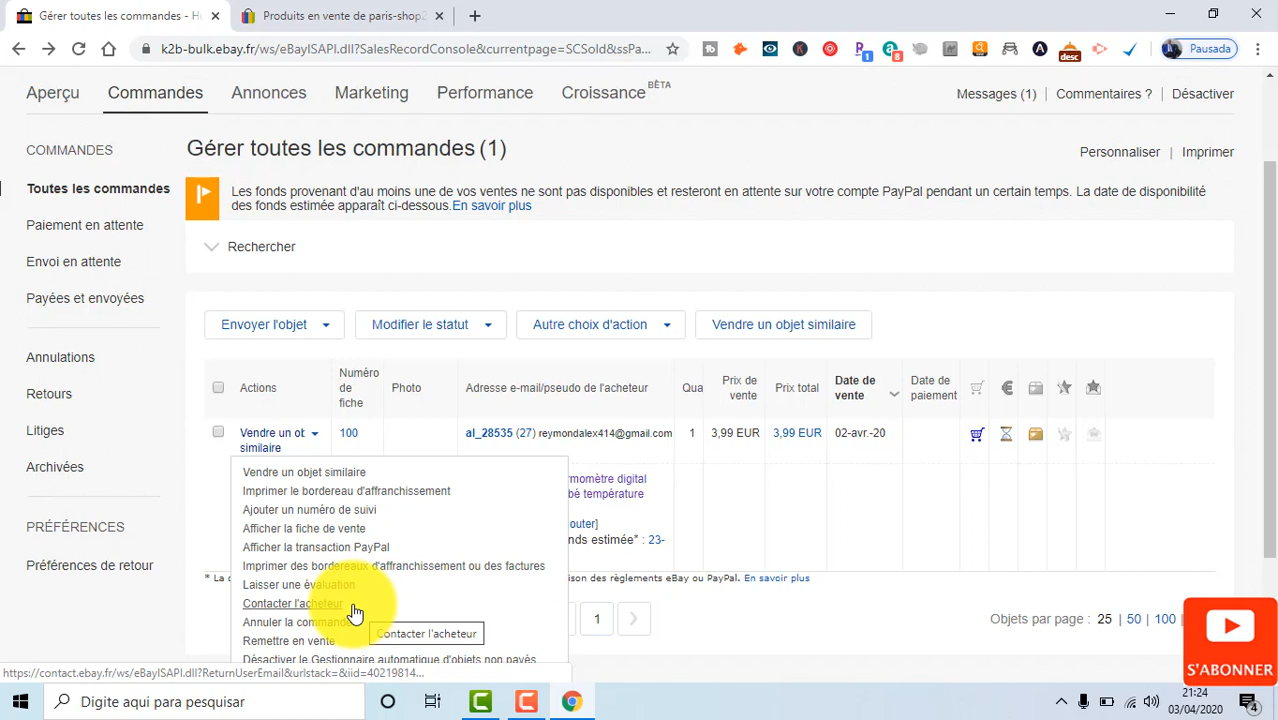 Gérer toutes les commandes - H
Produits en vente de paris-shop2
k2b-bulk.ebay.fr/ws/eBayISAPI.dll?SalesRecordConsole&currentpage=SCSold&ssPa...
1
8
desc
Pausada
Aperçu
Commandes
Annonces
Marketing
Performance
Croissance BÊTA
Messages (1) | Commentaires ? | Désactiver
COMMANDES
Toutes les commandes
Paiement en attente
Envoi en attente
Payées et envoyées
Annulations
Retours
Litiges
Archivées
PRÉFÉRENCES
Préférences de retour
Gérer toutes les commandes (1)
Personnaliser | Imprimer
Les fonds provenant d'au moins une de vos ventes ne sont pas disponibles et resteront en attente sur votre compte PayPal pendant un certain temps. La date de disponibilité
des fonds estimée apparaît ci-dessous.En savoir plus
Rechercher
Envoyer l'objet
Modifier le statut
Autre choix d'action
Vendre un objet similaire
Actions
Numéro de fiche
Photo
Adresse e-mail/pseudo de l'acheteur
Qua
Prix de vente
Prix total
Date de vente
Date de paiement
Vendre un ot similaire
100
al_28535 (27) reymondalex414@gmail.com
1
3,99 EUR
3,99 EUR
02-avr.-20
rmomètre digital
bé température
outer]
nds estimée* : 23-
Vendre un objet similaire
Imprimer le bordereau d'affranchissement
Ajouter un numéro de suivi
Afficher la fiche de vente
Afficher la transaction PayPal
Imprimer des bordereaux d'affranchissement ou des factures
Laisser une évaluation
Contacter l'acheteur
Annuler la commande
Remettre en vente
Désactiver le Gestionnaire automatique d'objets non payés
Contacter l'acheteur
* La d
ison des règlements eBay ou PayPal. En savoir plus
1
Objets par page : 25 50 100
S'ABONNER
https://contact.ebay.fr/ws/eBayISAPI.dll?ReturnUserEmail&urlstack=&iid=40219814...
Digite aqui para pesquisar
21:24
03/04/2020
4